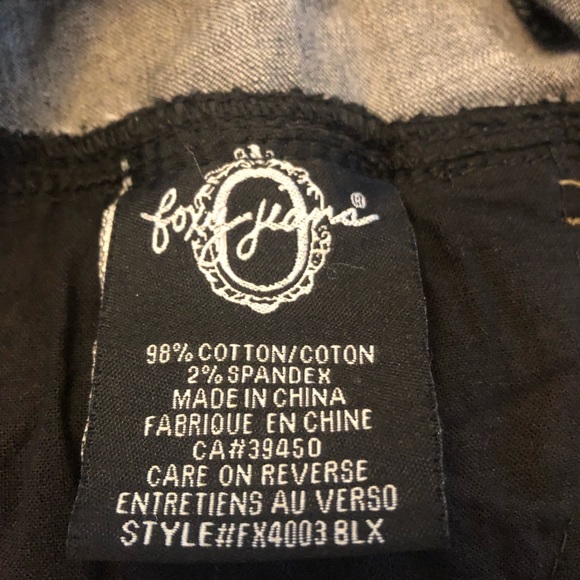 foxy jeans®
98% COTTON/COTON
2% SPANDEX
MADE IN CHINA
FABRIQUE EN CHINE
CA#39450
CARE ON REVERSE
ENTRETIENS AU VERSO
STYLE#FX4003 BLX